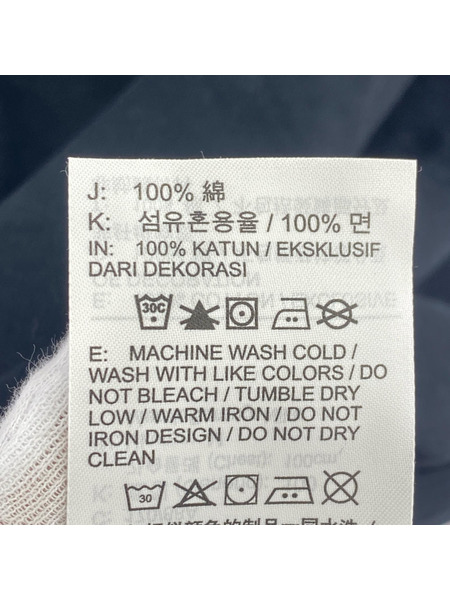 J: 100% 綿
K: 섬유혼용율 / 100% 면
IN: 100% KATUN / EKSKLUSIF
DARI DEKORASI
30C
E: MACHINE WASH COLD /
WASH WITH LIKE COLORS / DO
NOT BLEACH / TUMBLE DRY
LOW / WARM IRON / DO NOT
IRON DESIGN / DO NOT DRY
CLEAN
30